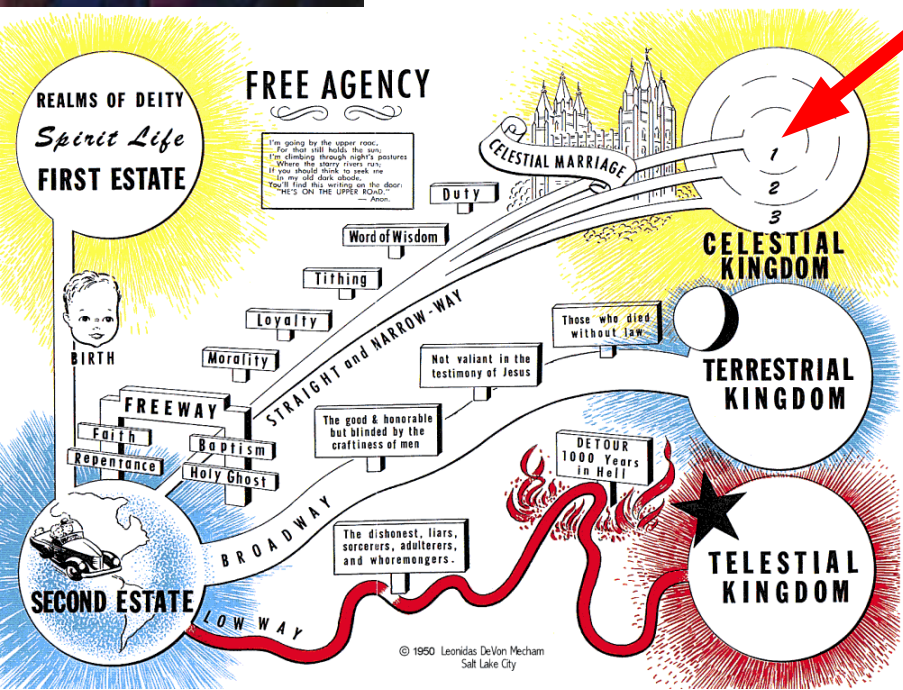 REALMS OF DEITY
Spirit Life
FIRST ESTATE
FREE AGENCY
I'm going by the upper road,
For that still holds the sun;
I'm climbing through night's pastures
Where the starry rivers run;
If you should think to seek me
In my old dark abode,
You'll find this writing on the door:
"HE'S ON THE UPPER ROAD."
— Anon.
CELESTIAL MARRIAGE
1
2
3
CELESTIAL
KINGDOM
BIRTH
Duty
Word of Wisdom
Tithing
Loyalty
Morality
STRAIGHT and NARROW-WAY
FREEWAY
Faith
Repentance
Baptism
Holy Ghost
Those who died
without law
Not valiant in the
testimony of Jesus
The good & honorable
but blinded by the
craftiness of men
BROADWAY
TERRESTRIAL
KINGDOM
DETOUR
1000 Years
in Hell
The dishonest, liars,
sorcerers, adulterers,
and whoremongers.
SECOND ESTATE
LOW WAY
TELESTIAL
KINGDOM
© 1950 Leonidas DeVon Mecham
Salt Lake City